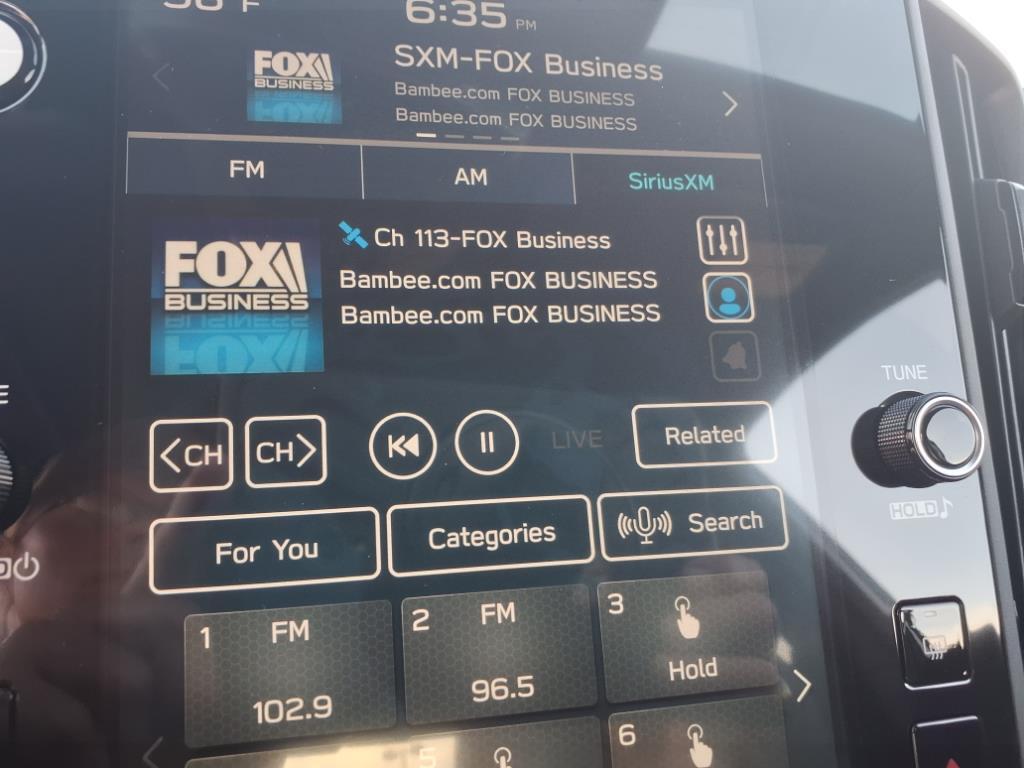 6:35 PM
FOX
BUSINESS
SXM-FOX Business
Bambee.com FOX BUSINESS
Bambee.com FOX BUSINESS
FM
AM
SiriusXM
FOX
BUSINESS
Ch 113-FOX Business
Bambee.com FOX BUSINESS
Bambee.com FOX BUSINESS
TUNE
<CH
CH>
LIVE
Related
HOLD
For You
Categories
Search
1 FM
102.9
2 FM
96.5
3
Hold
5
6